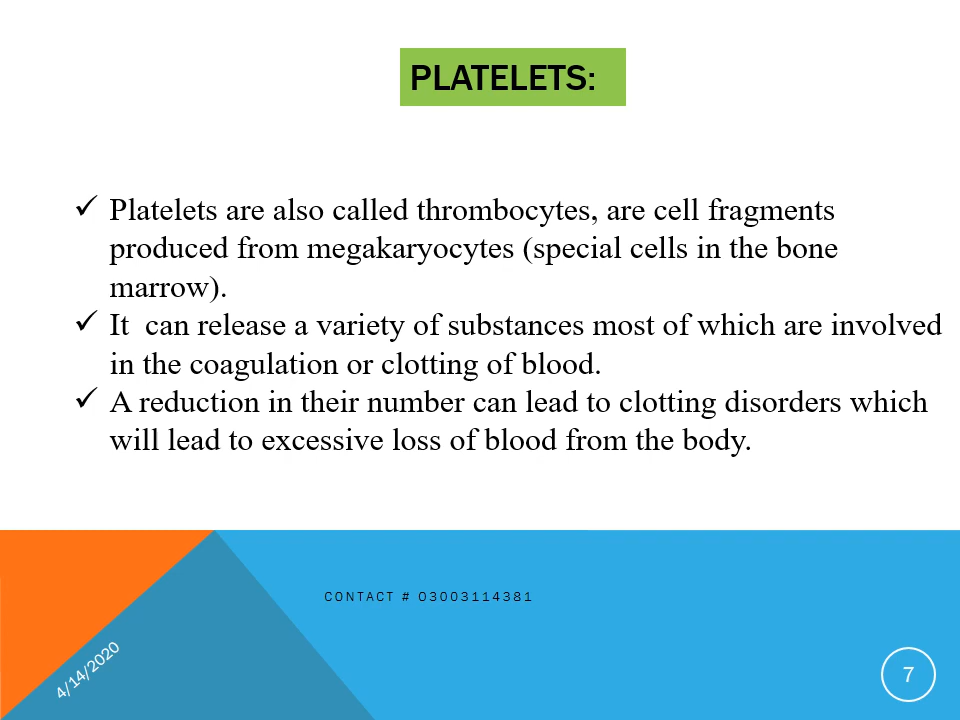 PLATELETS:
✓ Platelets are also called thrombocytes, are cell fragments
produced from megakaryocytes (special cells in the bone
marrow).
✓ It  can release a variety of substances most of which are involved
in the coagulation or clotting of blood.
✓ A reduction in their number can lead to clotting disorders which
will lead to excessive loss of blood from the body.
CONTACT # 03003114381
4/14/2020
7